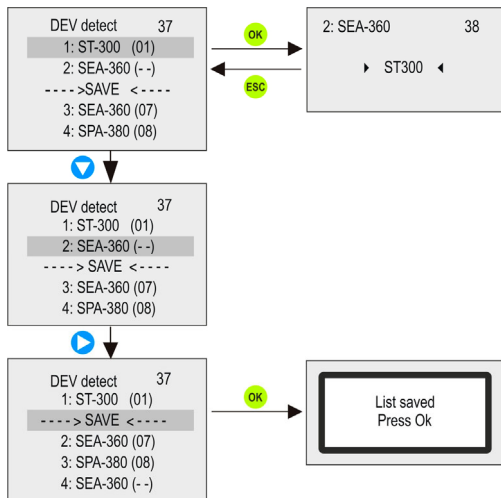 DEV detect 37
1: ST-300 (01)
2: SEA-360 (- -)
- - - - >SAVE < - - - -
3: SEA-360 (07)
4: SPA-380 (08)
OK
ESC
2: SEA-360 38
ST300
DEV detect 37
1: ST-300 (01)
2: SEA-360 (- -)
- - - - > SAVE < - - - -
3: SEA-360 (07)
4: SPA-380 (08)
DEV detect 37
1: ST-300 (01)
- - - - > SAVE < - - - -
2: SEA-360 (07)
3: SPA-380 (08)
4: SEA-360 (- -)
OK
List saved
Press Ok